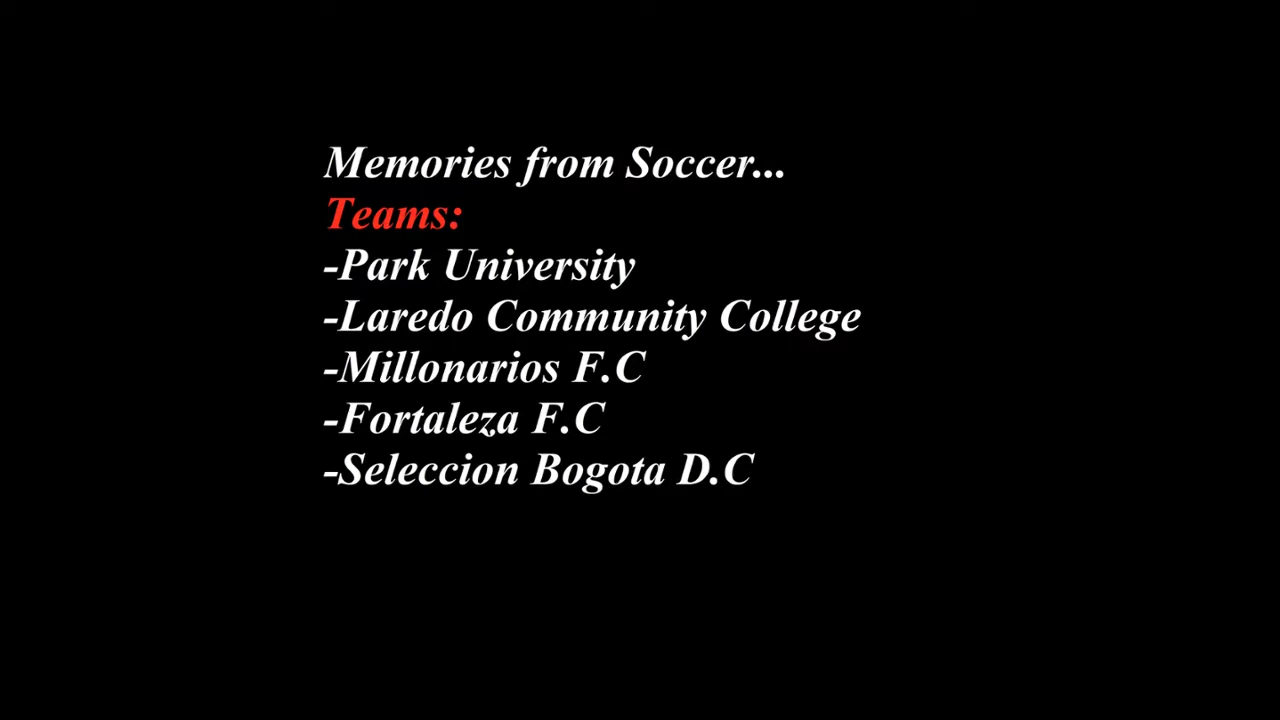 Memories from Soccer...
Teams:
-Park University
-Laredo Community College
-Millonarios F.C
-Fortaleza F.C
-Seleccion Bogota D.C